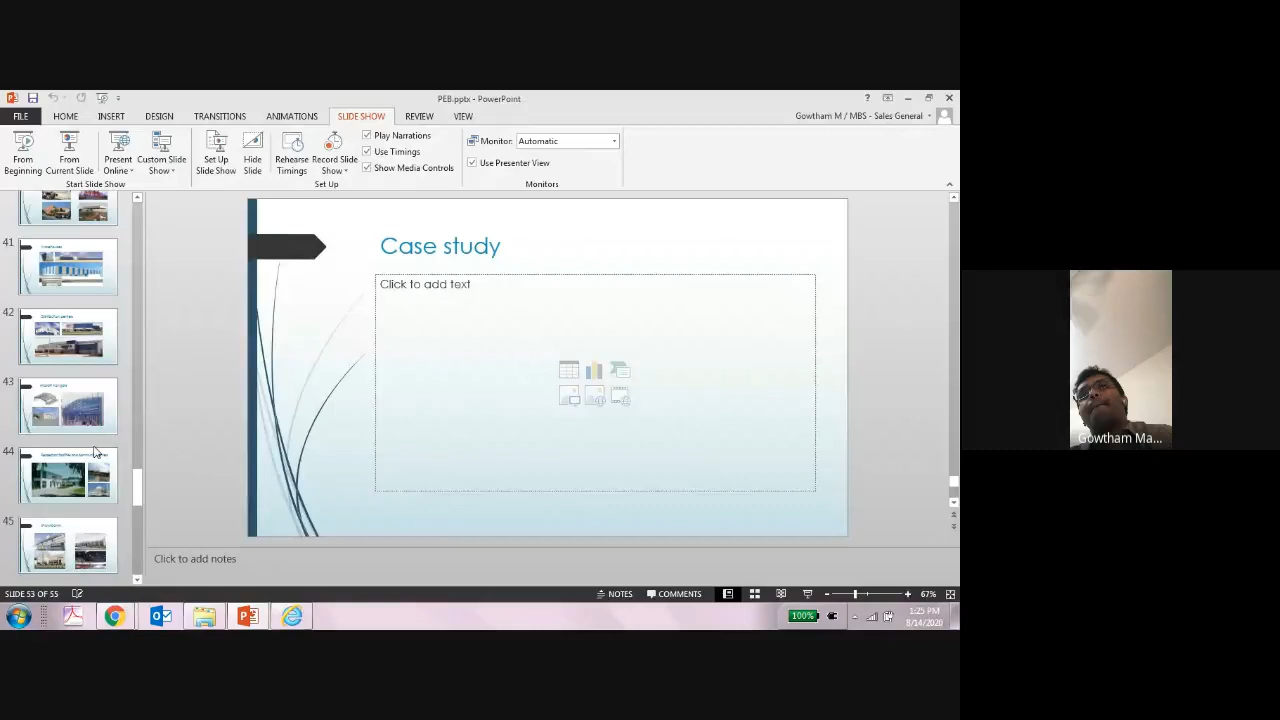 PEB.pptx - PowerPoint
?
FILE HOME INSERT DESIGN TRANSITIONS ANIMATIONS SLIDE SHOW REVIEW VIEW
Gowtham M / MBS - Sales General
From Beginning
From Current Slide
Present Online
Custom Slide Show
Start Slide Show
Set Up Slide Show
Hide Slide
Rehearse Timings
Record Slide Show
Play Narrations
Use Timings
Show Media Controls
Set Up
Monitor: Automatic
Use Presenter View
Monitors
41
42
43
44
45
Case study
Click to add text
Click to add notes
Gowtham Ma...
SLIDE 53 OF 55
NOTES COMMENTS
67%
100%
1:25 PM
8/14/2020